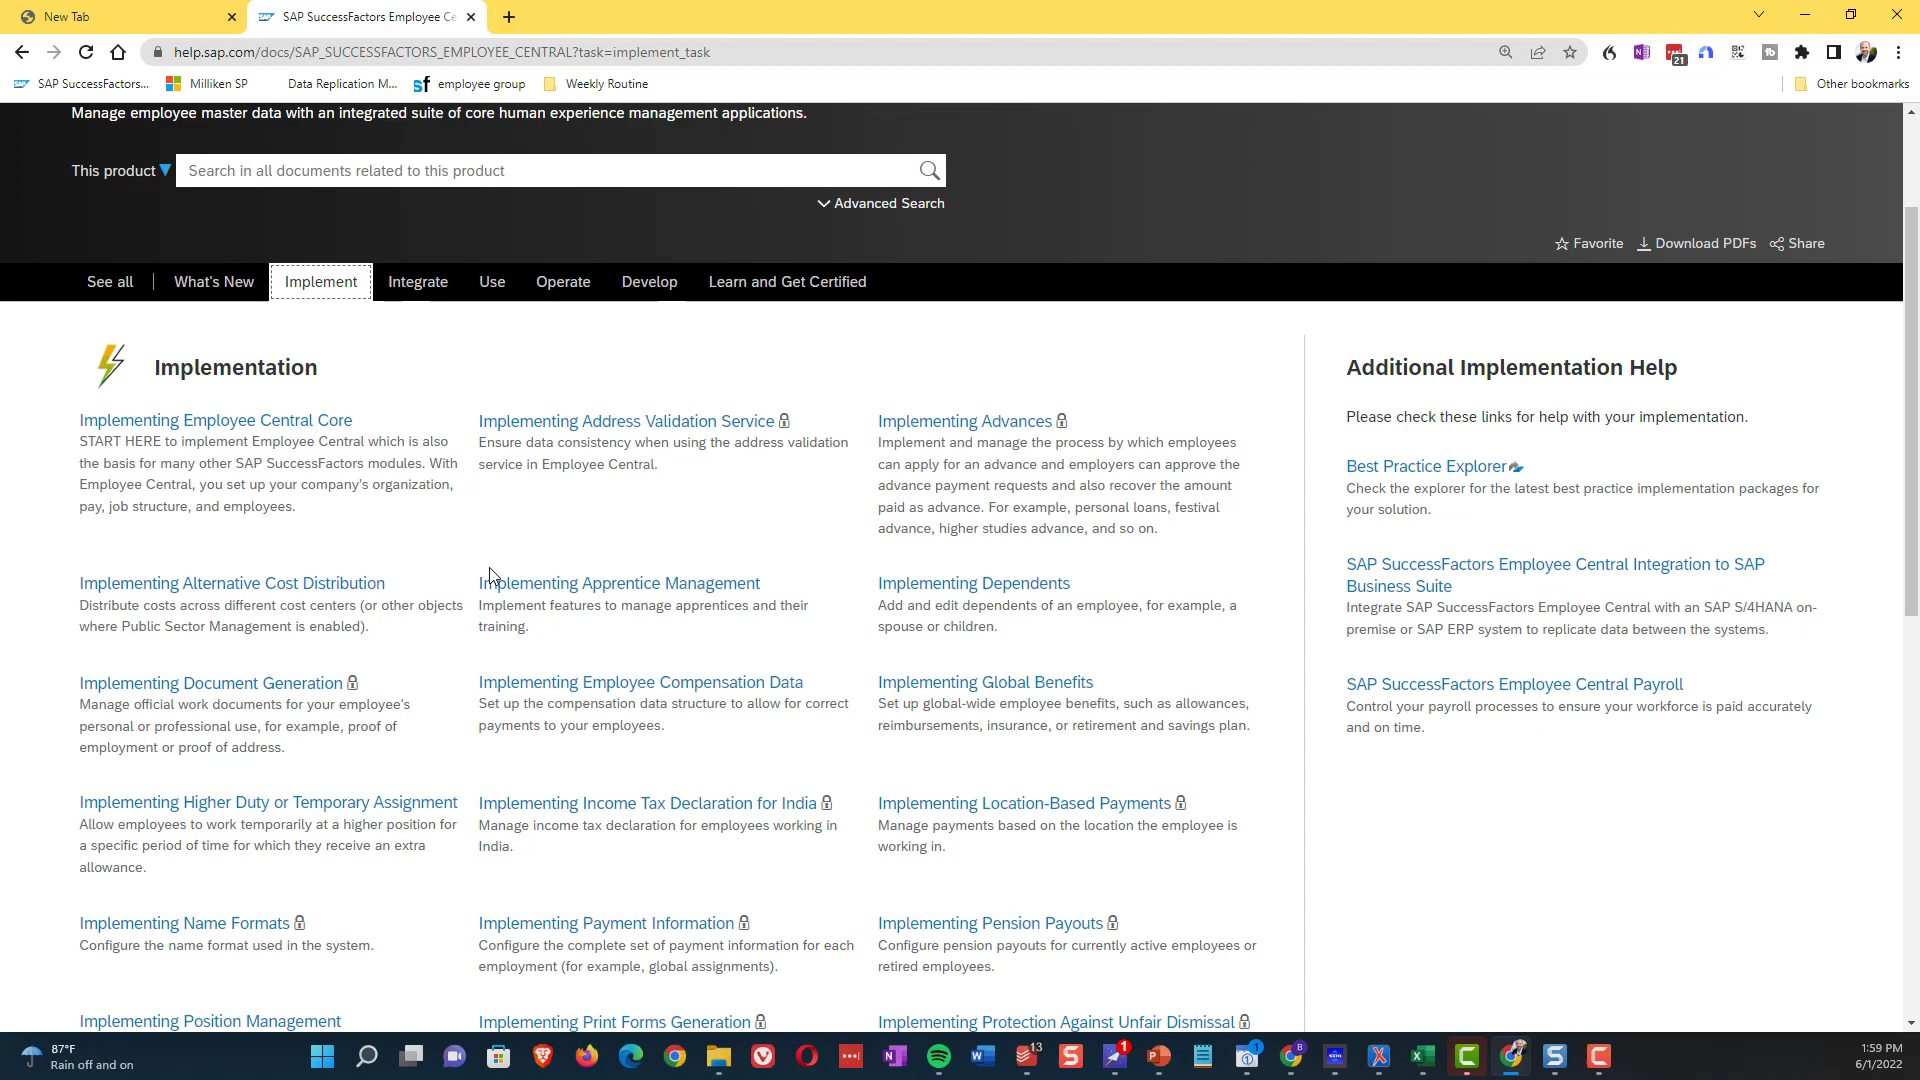 New Tab
SAP SuccessFactors Employee Ce
help.sap.com/docs/SAP_SUCCESSFACTORS_EMPLOYEE_CENTRAL?task=implement_task
21
SAP SuccessFactors...
Milliken SP
Data Replication M...
employee group
Weekly Routine
Other bookmarks
Manage employee master data with an integrated suite of core human experience management applications.
This product
Search in all documents related to this product
Advanced Search
Favorite
Download PDFs
Share
See all
What's New
Implement
Integrate
Use
Operate
Develop
Learn and Get Certified
Implementation
Implementing Employee Central Core
START HERE to implement Employee Central which is also
the basis for many other SAP SuccessFactors modules. With
Employee Central, you set up your company's organization,
pay, job structure, and employees.
Implementing Address Validation Service
Ensure data consistency when using the address validation
service in Employee Central.
Implementing Advances
Implement and manage the process by which employees
can apply for an advance and employers can approve the
advance payment requests and also recover the amount
paid as advance. For example, personal loans, festival
advance, higher studies advance, and so on.
Implementing Alternative Cost Distribution
Distribute costs across different cost centers (or other objects
where Public Sector Management is enabled).
Implementing Apprentice Management
Implement features to manage apprentices and their
training.
Implementing Dependents
Add and edit dependents of an employee, for example, a
spouse or children.
Implementing Document Generation
Manage official work documents for your employee's
personal or professional use, for example, proof of
employment or proof of address.
Implementing Employee Compensation Data
Set up the compensation data structure to allow for correct
payments to your employees.
Implementing Global Benefits
Set up global-wide employee benefits, such as allowances,
reimbursements, insurance, or retirement and savings plan.
Implementing Higher Duty or Temporary Assignment
Allow employees to work temporarily at a higher position for
a specific period of time for which they receive an extra
allowance.
Implementing Income Tax Declaration for India
Manage income tax declaration for employees working in
India.
Implementing Location-Based Payments
Manage payments based on the location the employee is
working in.
Implementing Name Formats
Configure the name format used in the system.
Implementing Payment Information
Configure the complete set of payment information for each
employment (for example, global assignments).
Implementing Pension Payouts
Configure pension payouts for currently active employees or
retired employees.
Implementing Position Management
Implementing Print Forms Generation
Implementing Protection Against Unfair Dismissal
Additional Implementation Help
Please check these links for help with your implementation.
Best Practice Explorer
Check the explorer for the latest best practice implementation packages for
your solution.
SAP SuccessFactors Employee Central Integration to SAP
Business Suite
Integrate SAP SuccessFactors Employee Central with an SAP S/4HANA on-
premise or SAP ERP system to replicate data between the systems.
SAP SuccessFactors Employee Central Payroll
Control your payroll processes to ensure your workforce is paid accurately
and on time.
87°F
Rain off and on
13
1
1
1:59 PM
6/1/2022